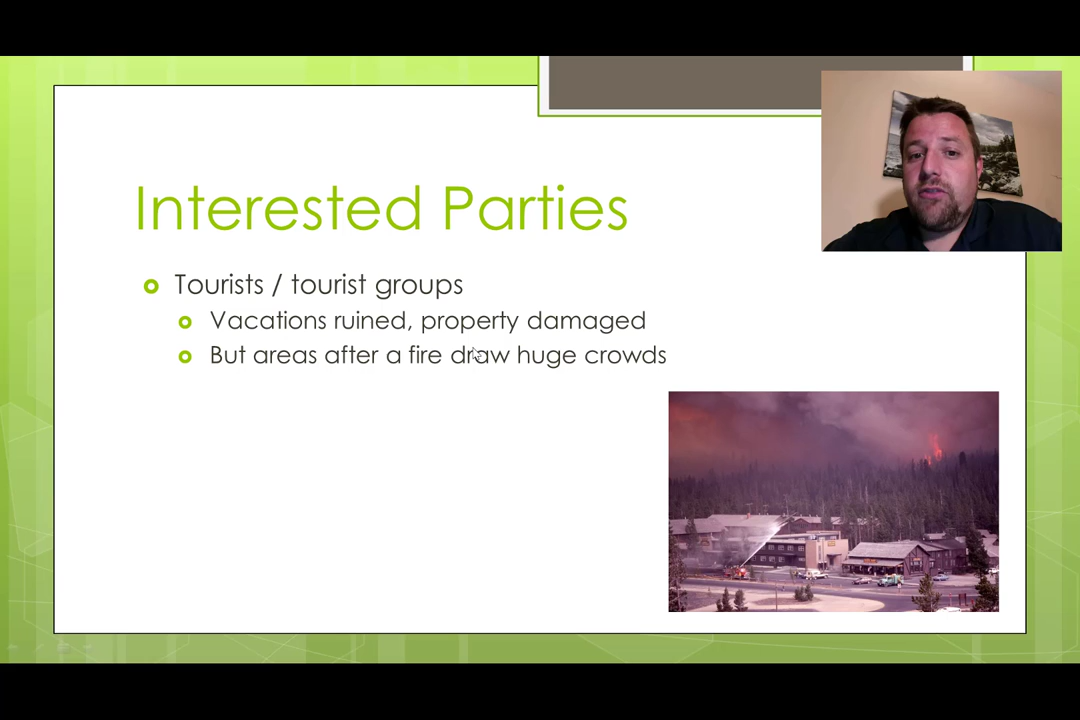 Interested Parties
Tourists / tourist groups
Vacations ruined, property damaged
But areas after a fire draw huge crowds